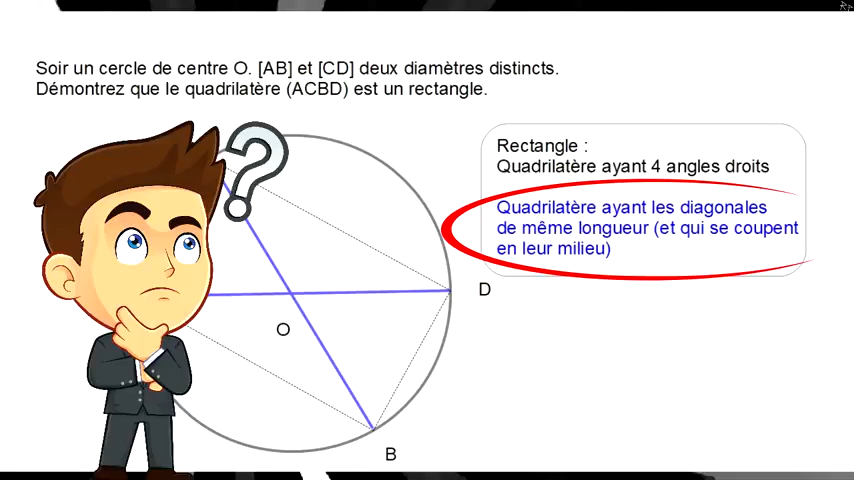 Soir un cercle de centre O. [AB] et [CD] deux diamètres distincts.
Démontrez que le quadrilatère (ACBD) est un rectangle.
?
Rectangle :
Quadrilatère ayant 4 angles droits
Quadrilatère ayant les diagonales
de même longueur (et qui se coupent
en leur milieu)
D
O
B